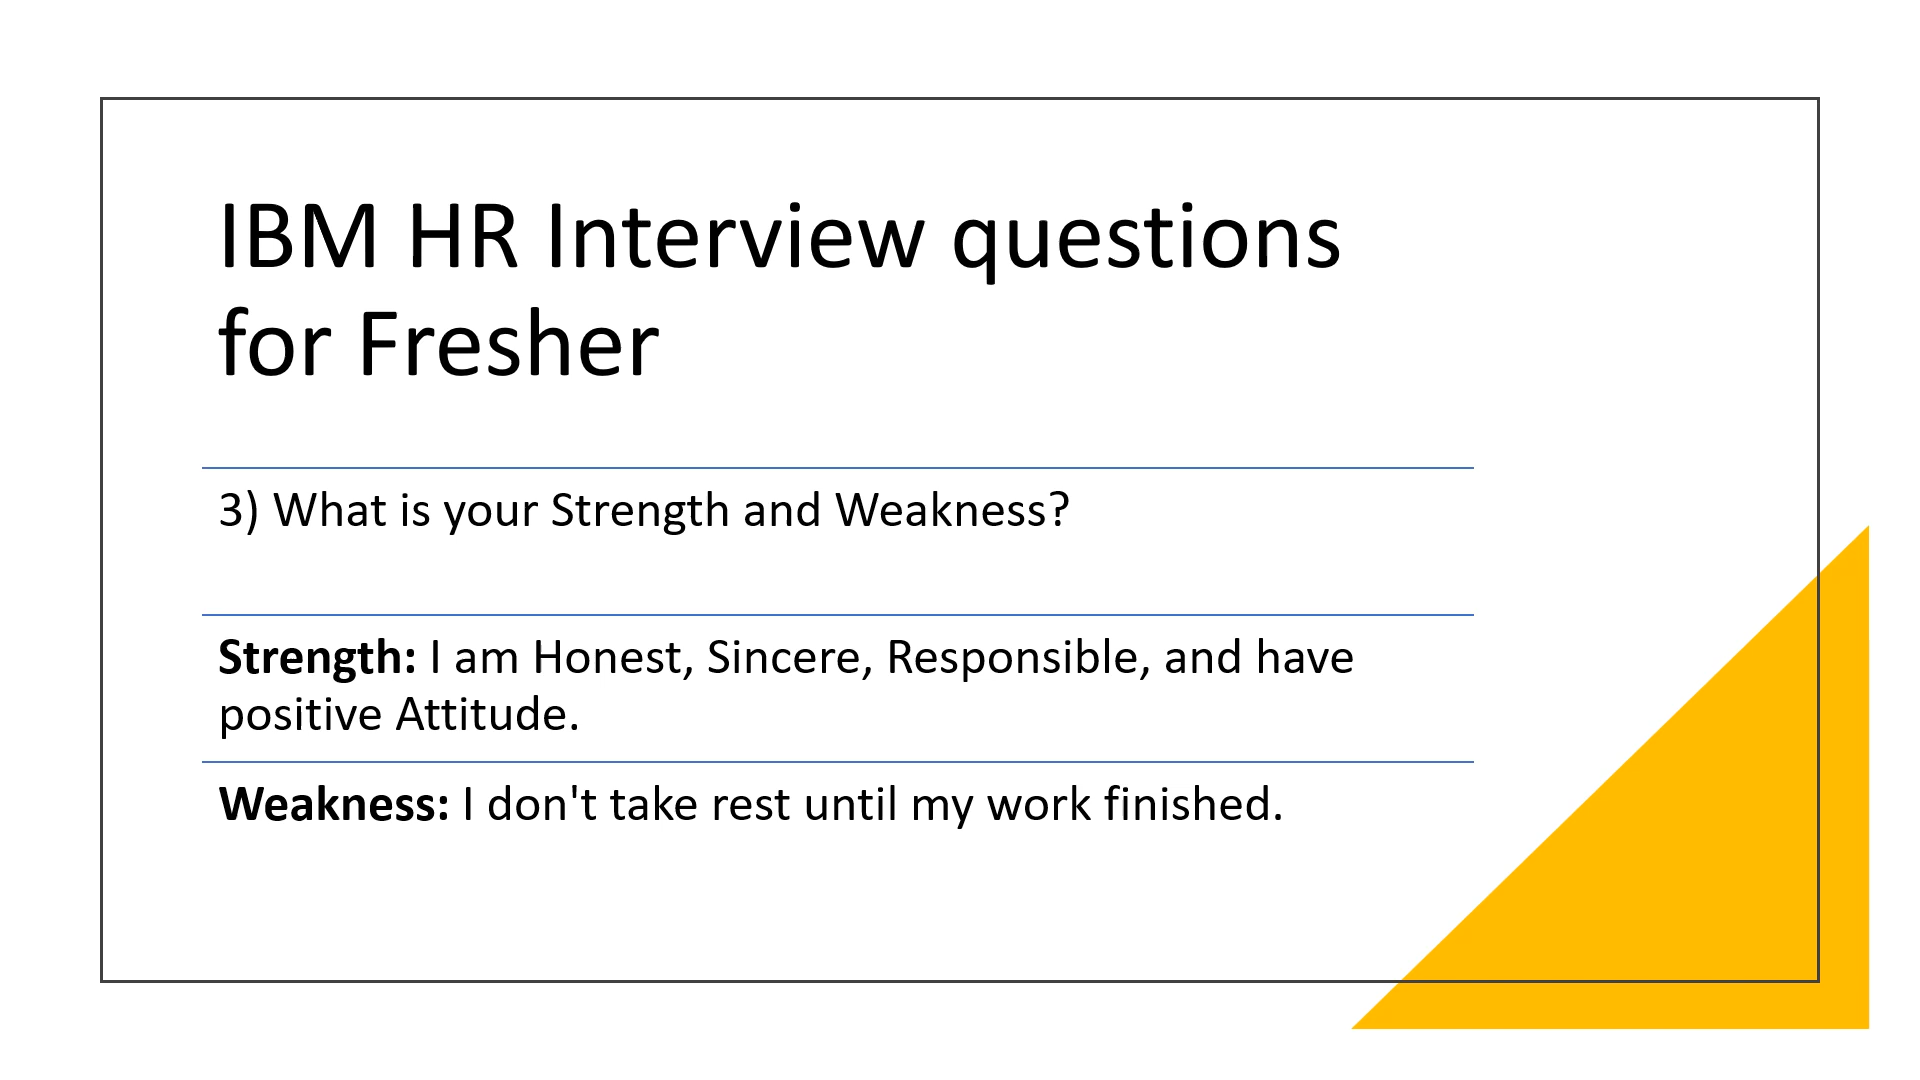 IBM HR Interview questions
for Fresher
3) What is your Strength and Weakness?
Strength: I am Honest, Sincere, Responsible, and have
positive Attitude.
Weakness: I don't take rest until my work finished.